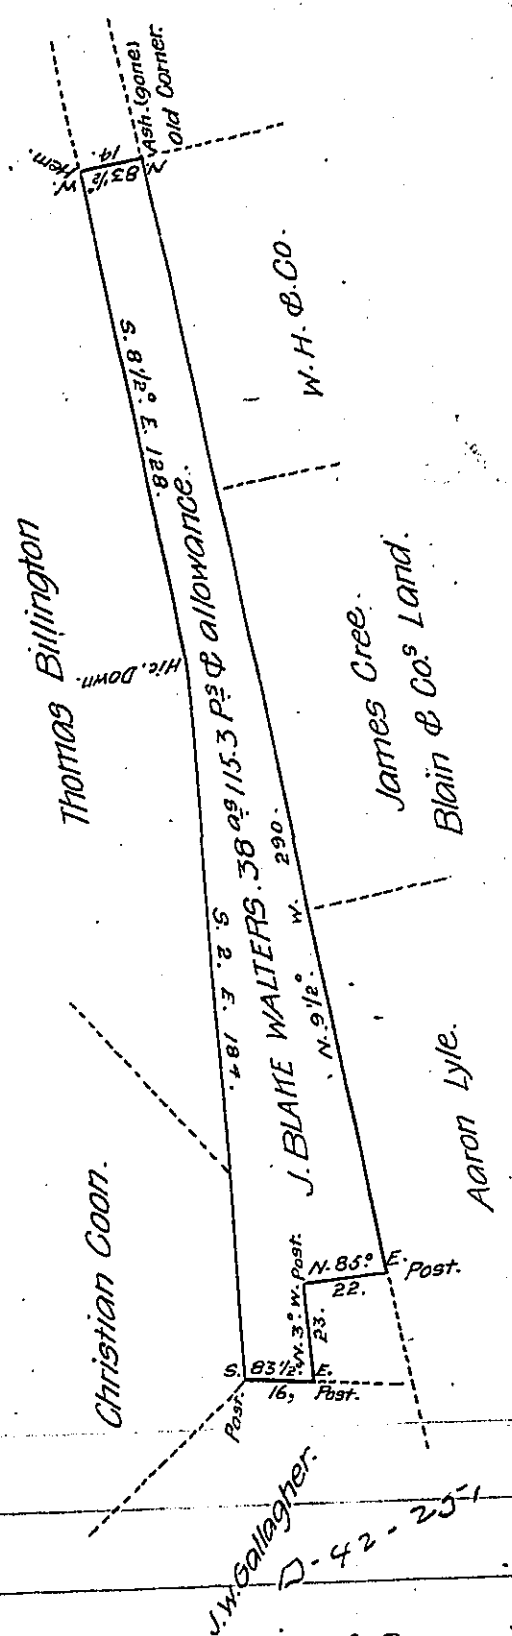 Hem.
W.
N. 83½° 19.
Ash. (gone)
Old Corner.
S. 8½° E. 128.
W. H. & Co.
Thomas Billington
Hic. Down.
J. BLAKE WALTERS. 38 aˢ 115.3 Pˢ & allowance.
James Cree.
Blain & Coˢ Land.
S. 2. E. 184.
N. 9½° W. 290.
Christian Coon.
Aaron Lyle.
N. 85° E.
22.
Post.
N. 3° W. Post.
23.
S. 83½° E.
16,
Post.
Post.
J. W. Gallagher.
D-42-251